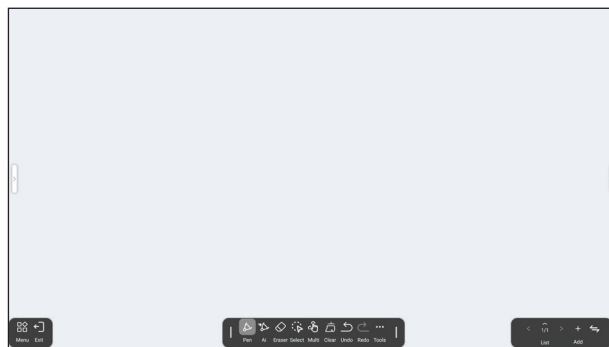 Menu Exit
Pen Ai Eraser Select Multi Clear Undo Redo Tools
1/1
List Add